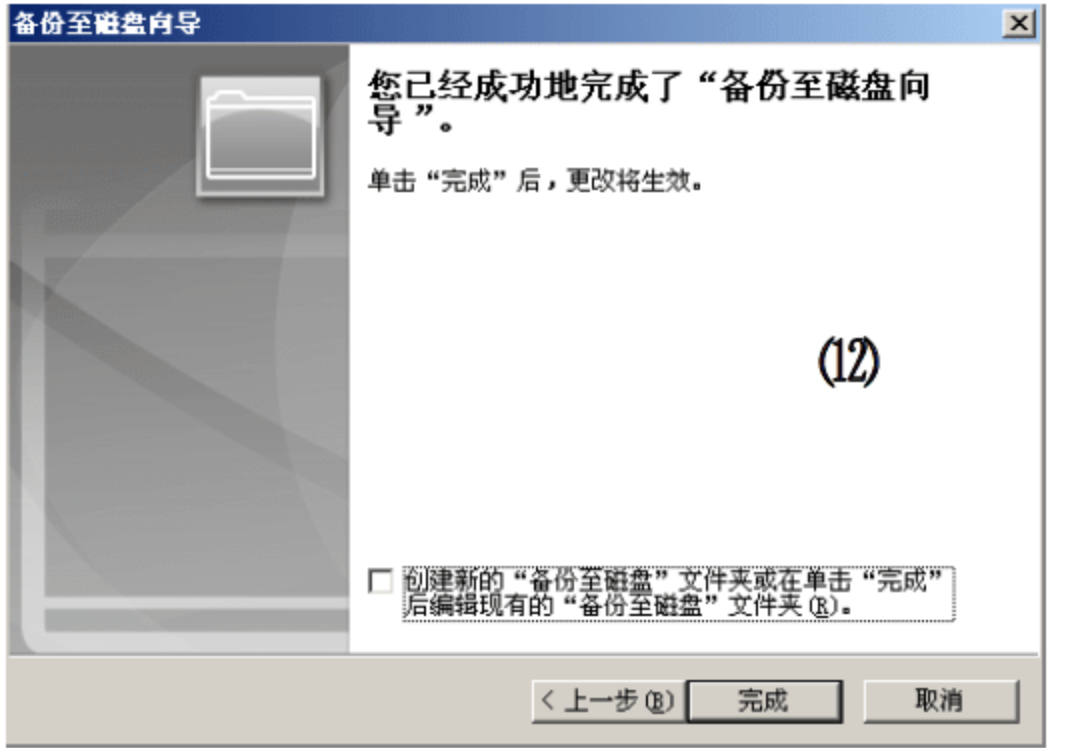 备份至磁盘向导
您已经成功地完成了“备份至磁盘向
导”。
单击“完成”后，更改将生效。
(12)
创建新的“备份至磁盘”文件夹或在单击“完成”
后编辑现有的“备份至磁盘”文件夹(R)。
< 上一步(B) 完成 取消